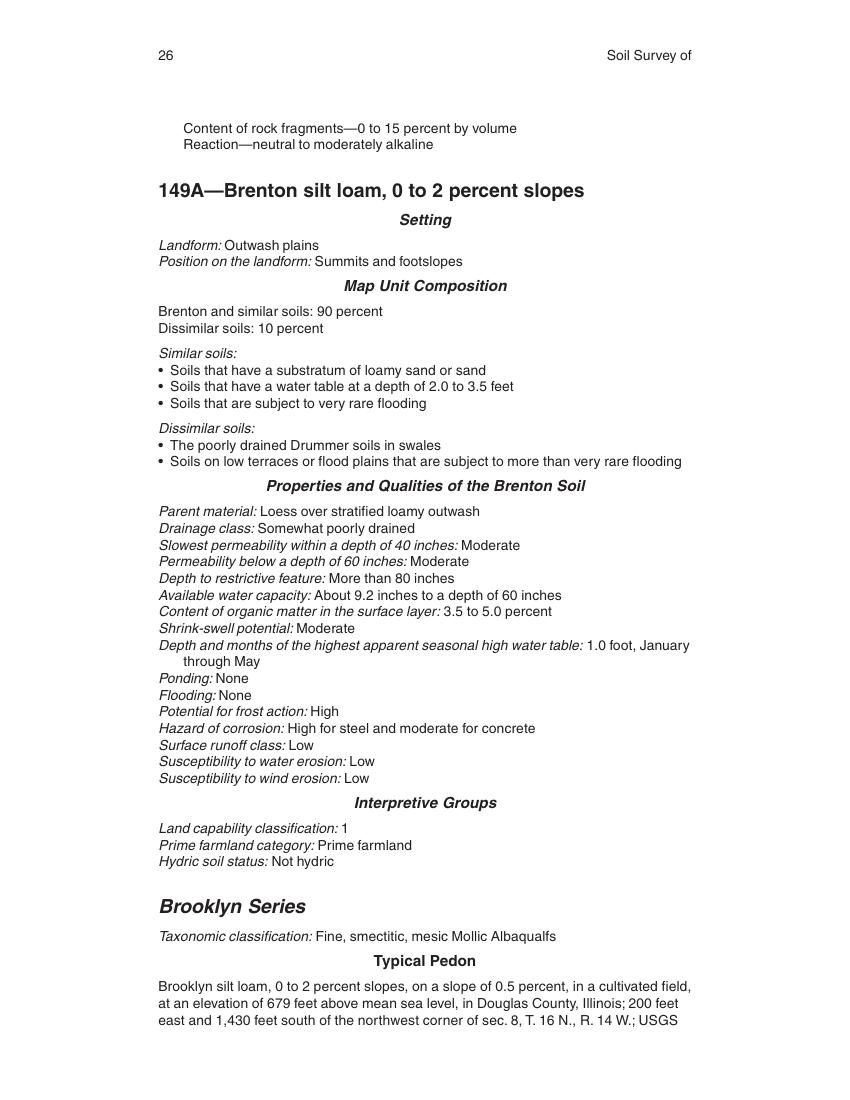 26
Soil Survey of
Content of rock fragments—0 to 15 percent by volume
Reaction—neutral to moderately alkaline
149A—Brenton silt loam, 0 to 2 percent slopes
Setting
Landform: Outwash plains
Position on the landform: Summits and footslopes
Map Unit Composition
Brenton and similar soils: 90 percent
Dissimilar soils: 10 percent
Similar soils:
• Soils that have a substratum of loamy sand or sand
• Soils that have a water table at a depth of 2.0 to 3.5 feet
• Soils that are subject to very rare flooding
Dissimilar soils:
• The poorly drained Drummer soils in swales
• Soils on low terraces or flood plains that are subject to more than very rare flooding
Properties and Qualities of the Brenton Soil
Parent material: Loess over stratified loamy outwash
Drainage class: Somewhat poorly drained
Slowest permeability within a depth of 40 inches: Moderate
Permeability below a depth of 60 inches: Moderate
Depth to restrictive feature: More than 80 inches
Available water capacity: About 9.2 inches to a depth of 60 inches
Content of organic matter in the surface layer: 3.5 to 5.0 percent
Shrink-swell potential: Moderate
Depth and months of the highest apparent seasonal high water table: 1.0 foot, January
through May
Ponding: None
Flooding: None
Potential for frost action: High
Hazard of corrosion: High for steel and moderate for concrete
Surface runoff class: Low
Susceptibility to water erosion: Low
Susceptibility to wind erosion: Low
Interpretive Groups
Land capability classification: 1
Prime farmland category: Prime farmland
Hydric soil status: Not hydric
Brooklyn Series
Taxonomic classification: Fine, smectitic, mesic Mollic Albaqualfs
Typical Pedon
Brooklyn silt loam, 0 to 2 percent slopes, on a slope of 0.5 percent, in a cultivated field,
at an elevation of 679 feet above mean sea level, in Douglas County, Illinois; 200 feet
east and 1,430 feet south of the northwest corner of sec. 8, T. 16 N., R. 14 W.; USGS